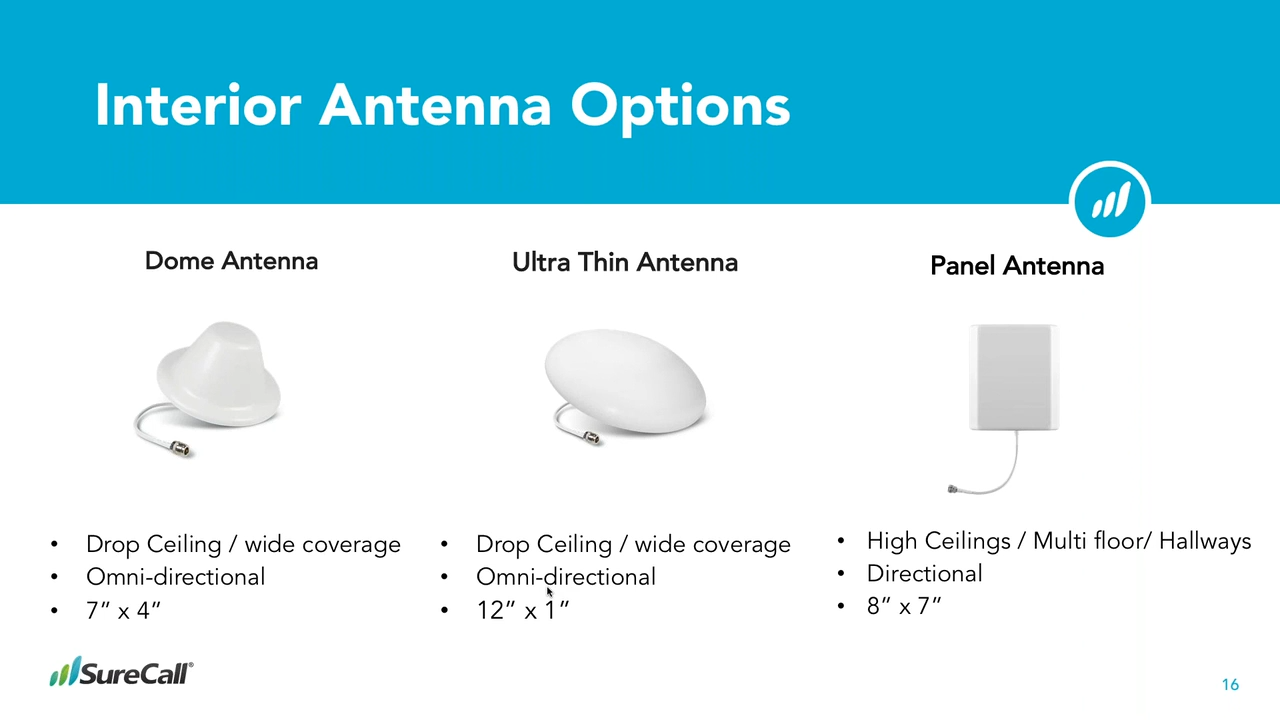 Interior Antenna Options
Dome Antenna
• Drop Ceiling / wide coverage
• Omni-directional
• 7” x 4”
Ultra Thin Antenna
• Drop Ceiling / wide coverage
• Omni-directional
• 12” x 1”
Panel Antenna
• High Ceilings / Multi floor/ Hallways
• Directional
• 8” x 7”
SureCall®
16